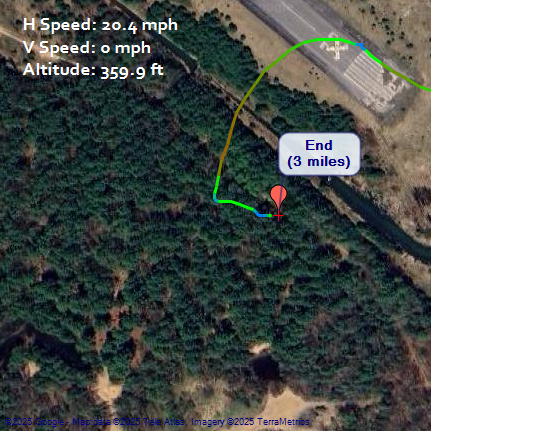 H Speed: 20.4 mph
V Speed: 0 mph
Altitude: 359.9 ft
End
(3 miles)
©2025 Google - Map data ©2025 Tele Atlas, Imagery ©2025 TerraMetrics